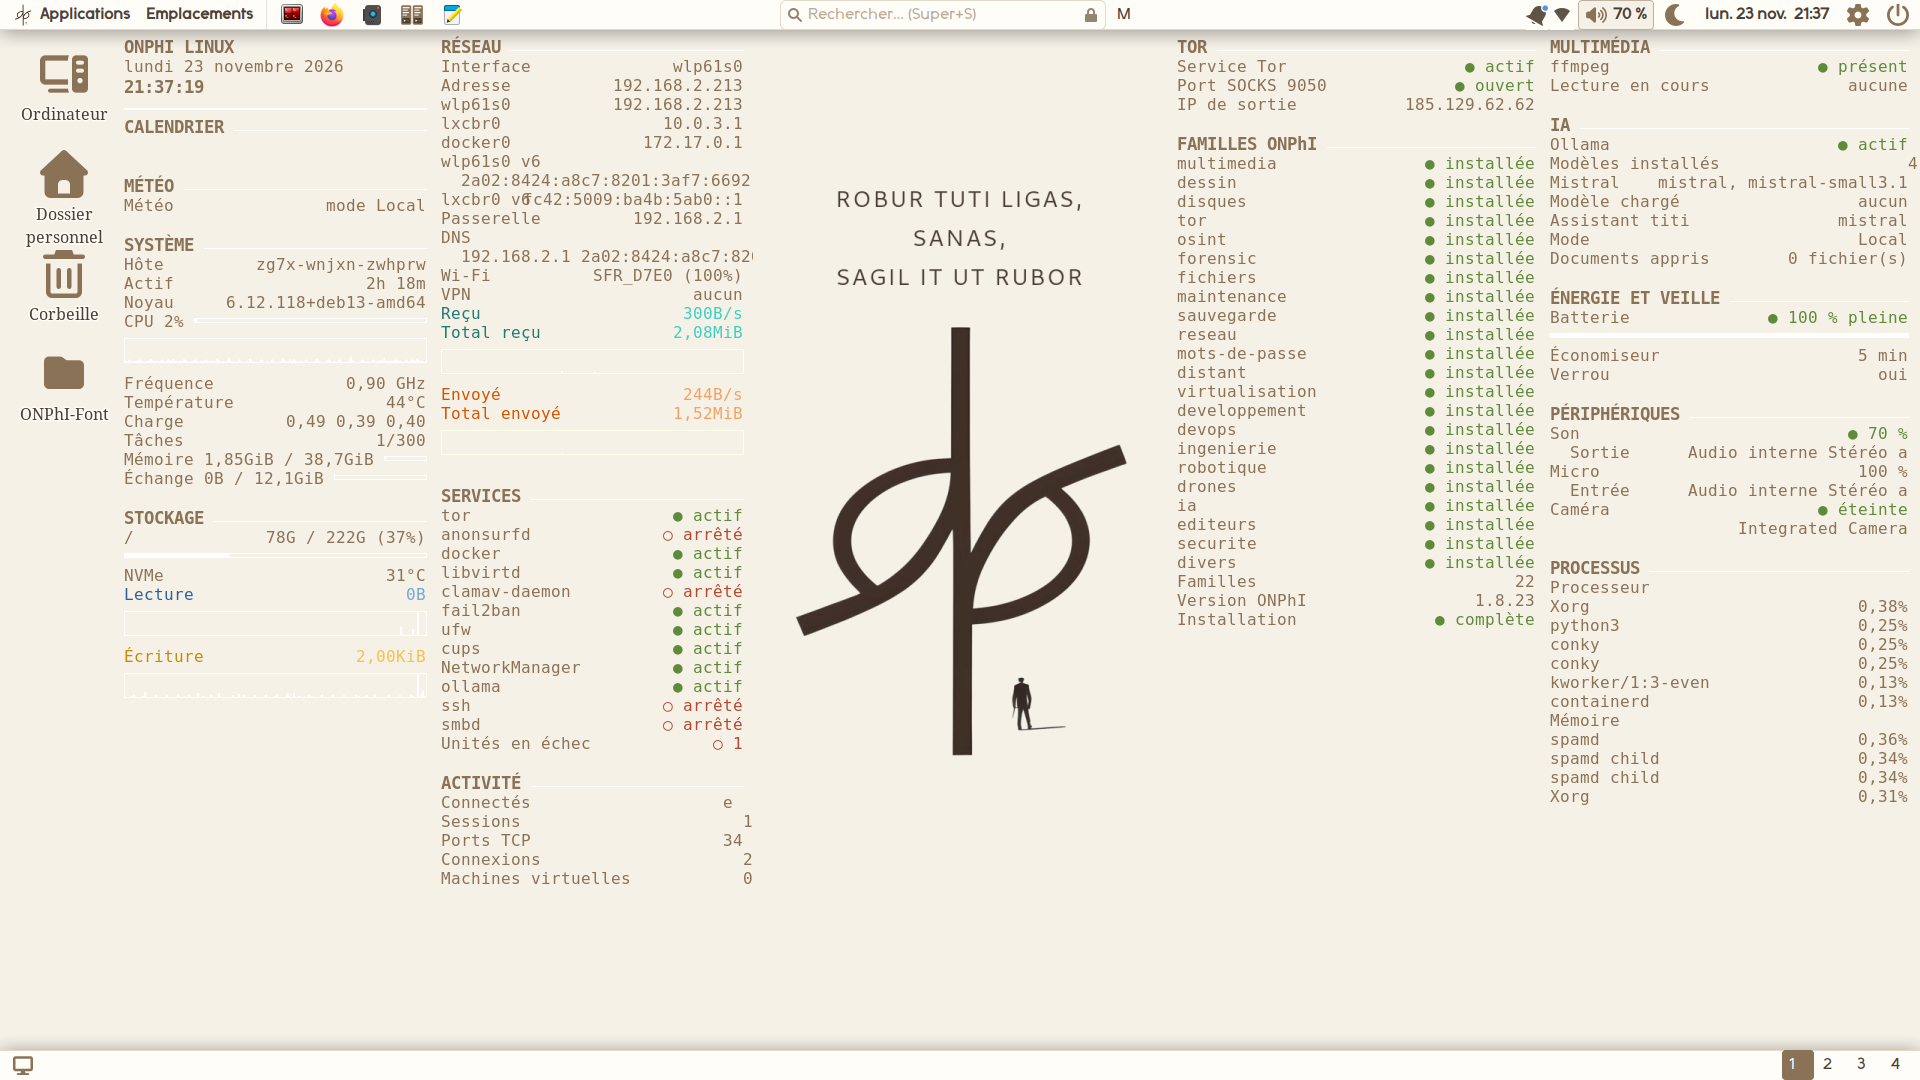 Applications Emplacements
Rechercher... (Super+S)
M
70 %
lun. 23 nov. 21:37
Ordinateur
Dossier
personnel
Corbeille
ONPhI-Font
ONPHI LINUX
lundi 23 novembre 2026
21:37:19
CALENDRIER
MÉTÉO
Météo mode Local
SYSTÈME
Hôte zg7x-wnjxn-zwhprw
Actif 2h 18m
Noyau 6.12.118+deb13-amd64
CPU 2%
Fréquence 0,90 GHz
Température 44°C
Charge 0,49 0,39 0,40
Tâches 1/300
Mémoire 1,85GiB / 38,7GiB
Échange 0B / 12,1GiB
STOCKAGE
/ 78G / 222G (37%)
NVMe 31°C
Lecture 0B
Écriture 2,00KiB
RÉSEAU
Interface wlp61s0
Adresse 192.168.2.213
wlp61s0 192.168.2.213
lxcbr0 10.0.3.1
docker0 172.17.0.1
wlp61s0 v6
2a02:8424:a8c7:8201:3af7:6692
lxcbr0 v6 fc42:5009:ba4b:5ab0::1
Passerelle 192.168.2.1
DNS
192.168.2.1 2a02:8424:a8c7:820
Wi-Fi SFR_D7E0 (100%)
VPN aucun
Reçu 300B/s
Total reçu 2,08MiB
Envoyé 244B/s
Total envoyé 1,52MiB
SERVICES
tor ● actif
anonsurfd ○ arrêté
docker ● actif
libvirtd ● actif
clamav-daemon ○ arrêté
fail2ban ● actif
ufw ● actif
cups ● actif
NetworkManager ● actif
ollama ● actif
ssh ○ arrêté
smbd ○ arrêté
Unités en échec ○ 1
ACTIVITÉ
Connectés e
Sessions 1
Ports TCP 34
Connexions 2
Machines virtuelles 0
ROBUR TUTI LIGAS,
SANAS,
SAGIL IT UT RUBOR
TOR
Service Tor ● actif
Port SOCKS 9050 ● ouvert
IP de sortie 185.129.62.62
FAMILLES ONPhI
multimedia ● installée
dessin ● installée
disques ● installée
tor ● installée
osint ● installée
forensic ● installée
fichiers ● installée
maintenance ● installée
sauvegarde ● installée
reseau ● installée
mots-de-passe ● installée
distant ● installée
virtualisation ● installée
developpement ● installée
devops ● installée
ingenierie ● installée
robotique ● installée
drones ● installée
ia ● installée
editeurs ● installée
securite ● installée
divers ● installée
Familles 22
Version ONPhI 1.8.23
Installation ● complète
MULTIMÉDIA
ffmpeg ● présent
Lecture en cours aucune
IA
Ollama ● actif
Modèles installés 4
Mistral mistral, mistral-small3.1
Modèle chargé aucun
Assistant titi mistral
Mode Local
Documents appris 0 fichier(s)
ÉNERGIE ET VEILLE
Batterie ● 100 % pleine
Économiseur 5 min
Verrou oui
PÉRIPHÉRIQUES
Son ● 70 %
Sortie Audio interne Stéréo a
Micro 100 %
Entrée Audio interne Stéréo a
Caméra ● éteinte
Integrated Camera
PROCESSUS
Processeur
Xorg 0,38%
python3 0,25%
conky 0,25%
conky 0,25%
kworker/1:3-even 0,13%
containerd 0,13%
Mémoire
spamd 0,36%
spamd child 0,34%
spamd child 0,34%
Xorg 0,31%
1 2 3 4